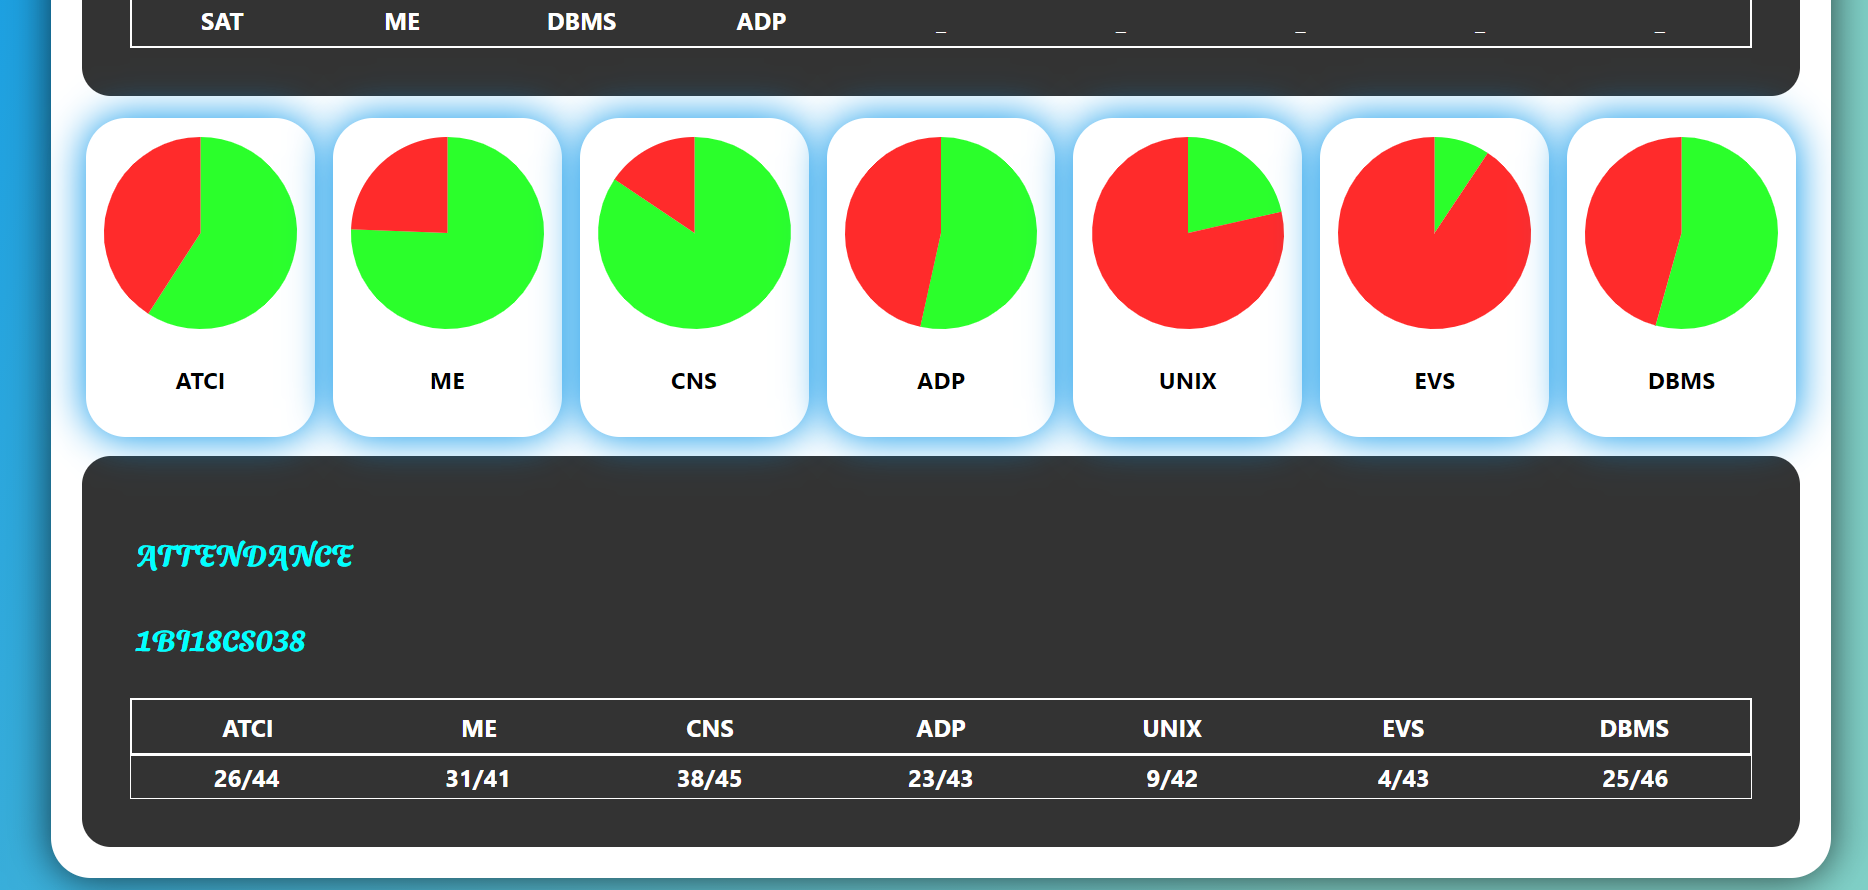 SAT ME DBMS ADP _ _ _ _ _
ATCI ME CNS ADP UNIX EVS DBMS
ATTENDANCE
1BI18CS038
ATCI ME CNS ADP UNIX EVS DBMS
26/44 31/41 38/45 23/43 9/42 4/43 25/46